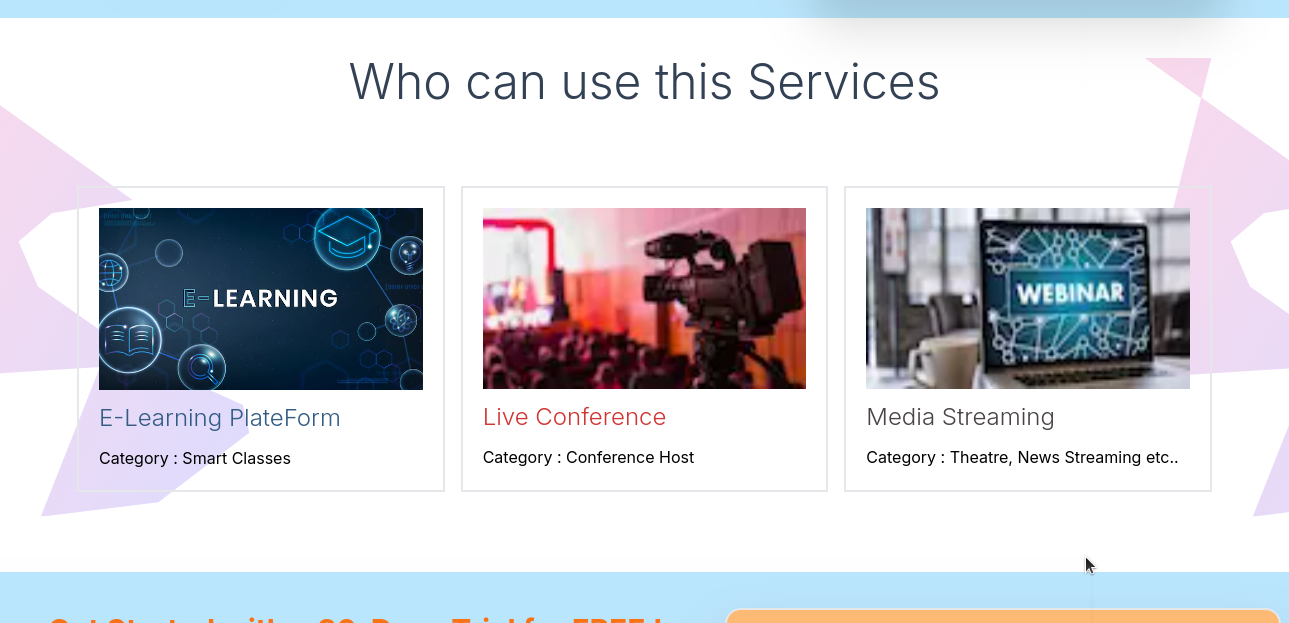 Who can use this Services
E-LEARNING
WEBINAR
E-Learning PlateForm
Live Conference
Media Streaming
Category : Smart Classes
Category : Conference Host
Category : Theatre, News Streaming etc..